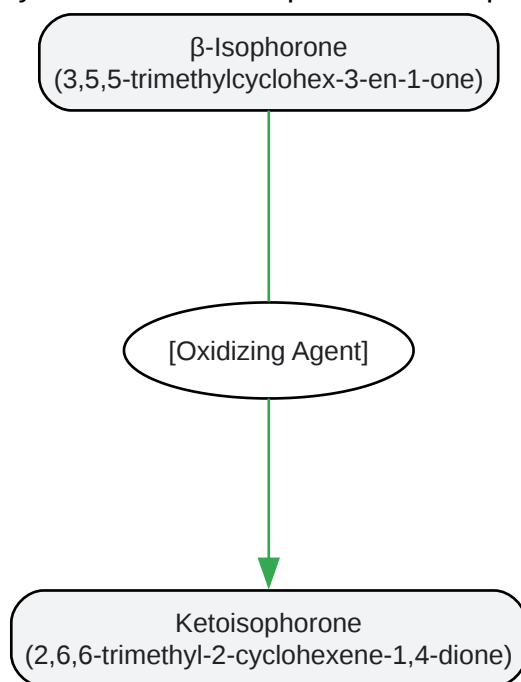 β-Isophorone
(3,5,5-trimethylcyclohex-3-en-1-one)
[Oxidizing Agent]
Ketoisophorone
(2,6,6-trimethyl-2-cyclohexene-1,4-dione)